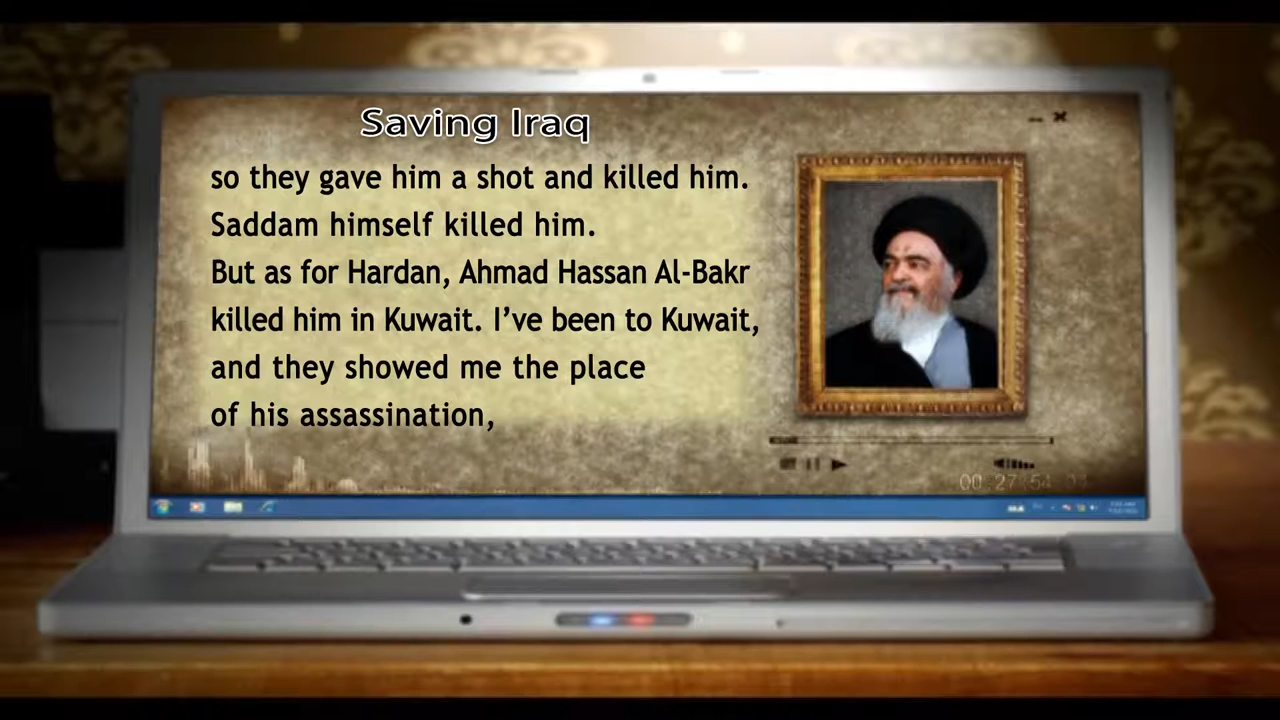 Saving Iraq
so they gave him a shot and killed him.
Saddam himself killed him.
But as for Hardan, Ahmad Hassan Al-Bakr
killed him in Kuwait. I've been to Kuwait,
and they showed me the place
of his assassination,